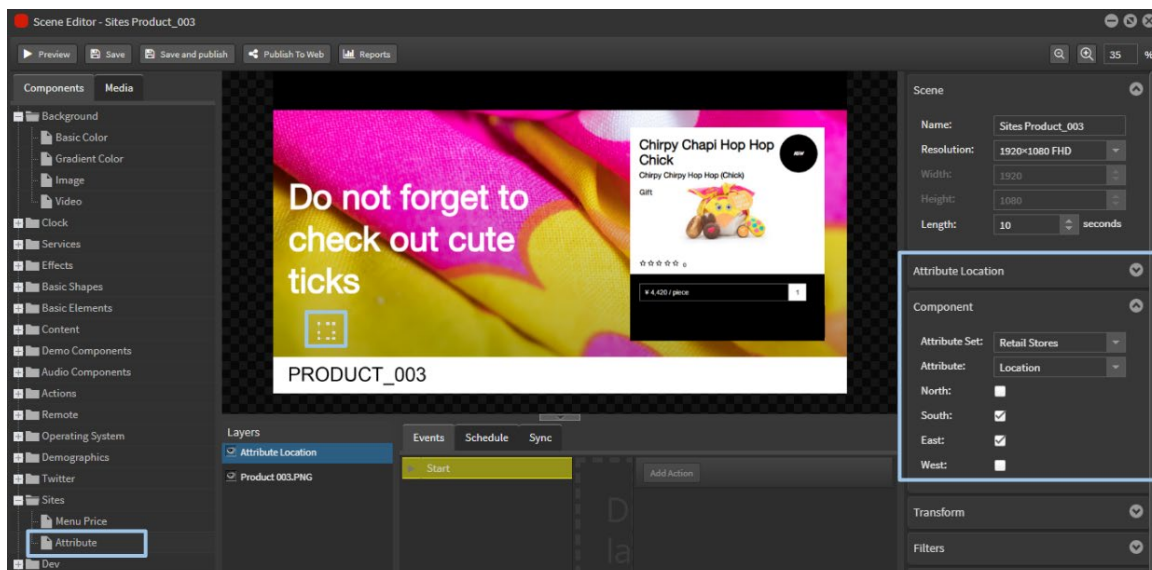 Scene Editor - Sites Product_003
Preview
Save
Save and publish
Publish To Web
Reports
35
%
Components
Media
Background
Basic Color
Gradient Color
Image
Video
Clock
Services
Effects
Basic Shapes
Basic Elements
Content
Demo Components
Audio Components
Actions
Remote
Operating System
Demographics
Twitter
Sites
Menu Price
Attribute
Dev
Do not forget to
check out cute
ticks
Chirpy Chapi Hop Hop
Chick
NEW
Chirpy Chirpy Hop Hop (Chick)
Gift
☆☆☆☆☆ 0
¥ 4,420 / piece
1
PRODUCT_003
Layers
Attribute Location
Product 003.PNG
Events
Schedule
Sync
Start
Add Action
D
la
Scene
Name: Sites Product_003
Resolution: 1920×1080 FHD
Width: 1920
Height: 1080
Length: 10 seconds
Attribute Location
Component
Attribute Set: Retail Stores
Attribute: Location
North:
South:
East:
West:
Transform
Filters